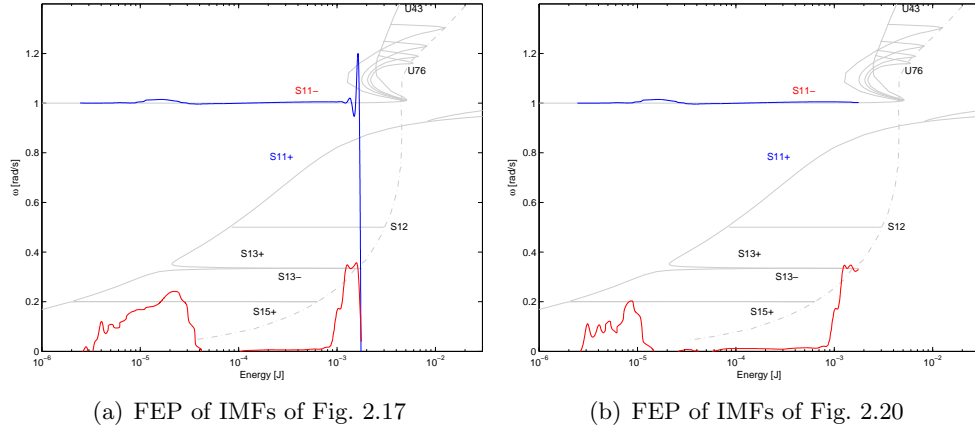 U43
1.2
U76
S11–
1
0.8
S11+
ω [rad/s]
0.6
S12
0.4
S13+
S13–
0.2
S15+
0
10⁻⁶ 10⁻⁵ 10⁻⁴ 10⁻³ 10⁻²
Energy [J]
(a) FEP of IMFs of Fig. 2.17
U43
1.2
U76
S11–
1
0.8
S11+
ω [rad/s]
0.6
S12
0.4
S13+
S13–
0.2
S15+
0
10⁻⁶ 10⁻⁵ 10⁻⁴ 10⁻³ 10⁻²
Energy [J]
(b) FEP of IMFs of Fig. 2.20